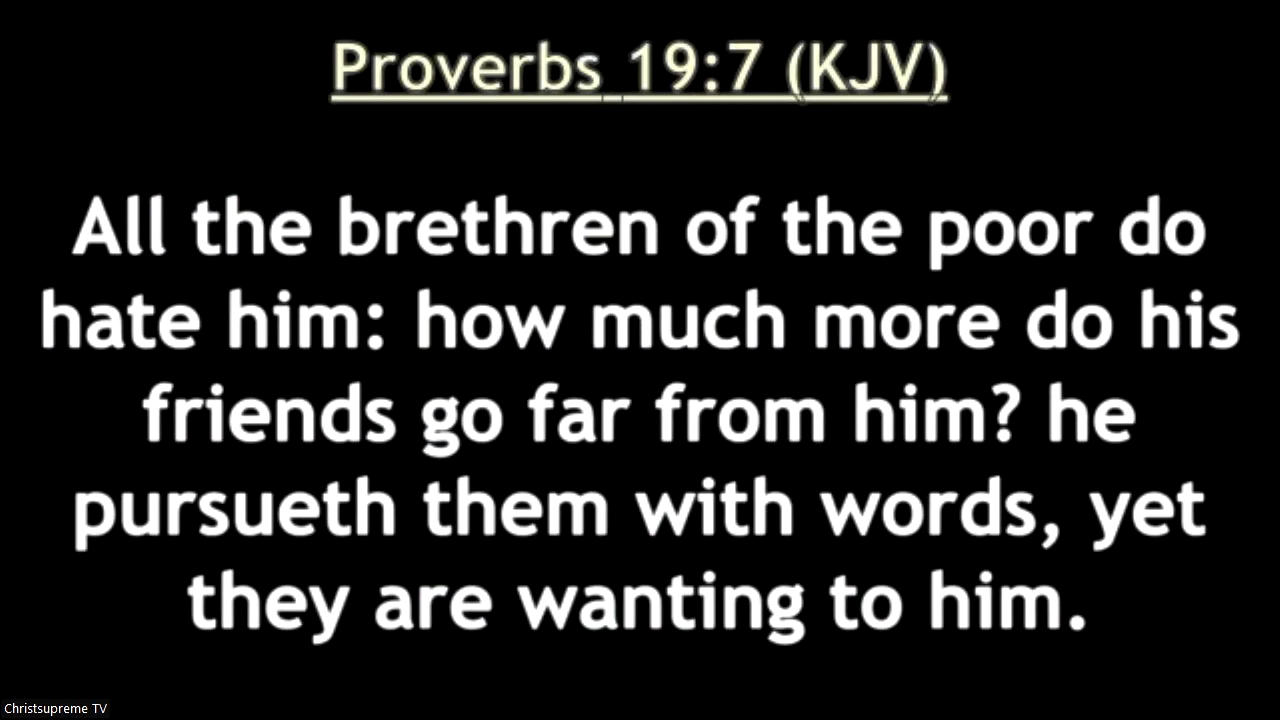 Proverbs 19:7 (KJV)
All the brethren of the poor do
hate him: how much more do his
friends go far from him? he
pursueth them with words, yet
they are wanting to him.
Christsupreme TV